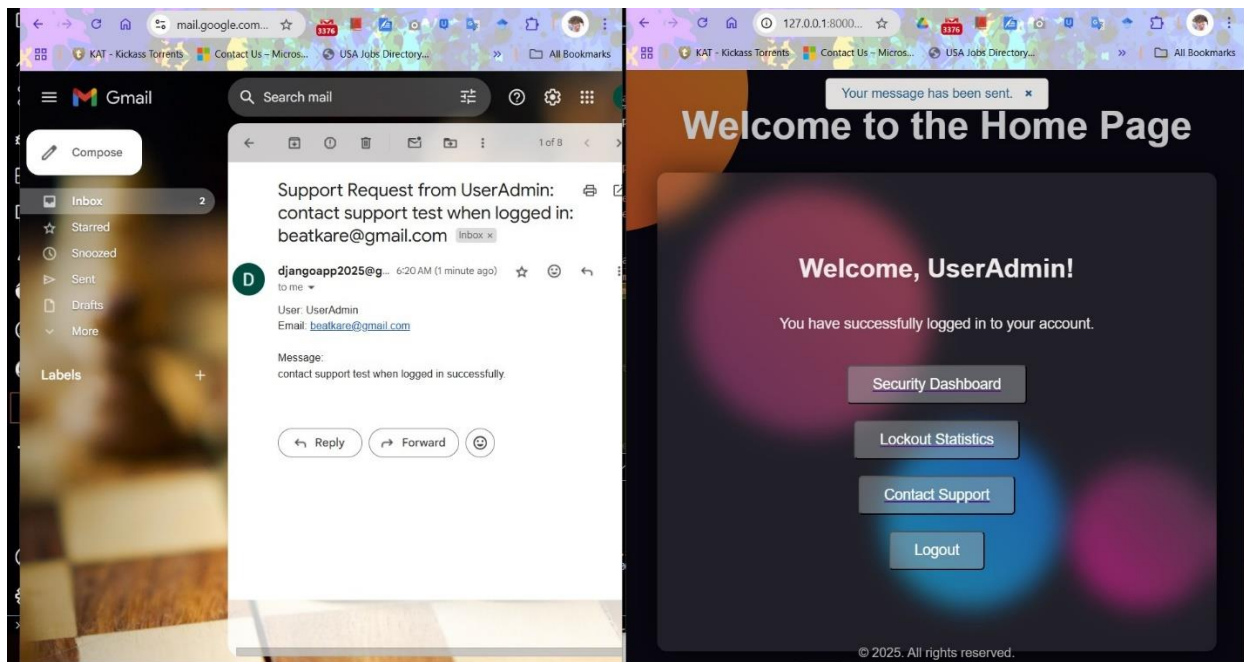 mail.google.com...
3376
KAT - Kickass Torrents
Contact Us – Micros...
USA Jobs Directory...
»
All Bookmarks
Gmail
Search mail
Compose
1 of 8
Inbox 2
Starred
Snoozed
Sent
Drafts
More
Labels +
Support Request from UserAdmin:
contact support test when logged in:
beatkare@gmail.com Inbox ×
D
djangoapp2025@g... 6:20 AM (1 minute ago)
to me
User: UserAdmin
Email: beatkare@gmail.com
Message:
contact support test when logged in successfully.
Reply
Forward
127.0.0.1:8000...
3376
KAT - Kickass Torrents
Contact Us – Micros...
USA Jobs Directory...
»
All Bookmarks
Your message has been sent. ×
Welcome to the Home Page
Welcome, UserAdmin!
You have successfully logged in to your account.
Security Dashboard
Lockout Statistics
Contact Support
Logout
© 2025. All rights reserved.